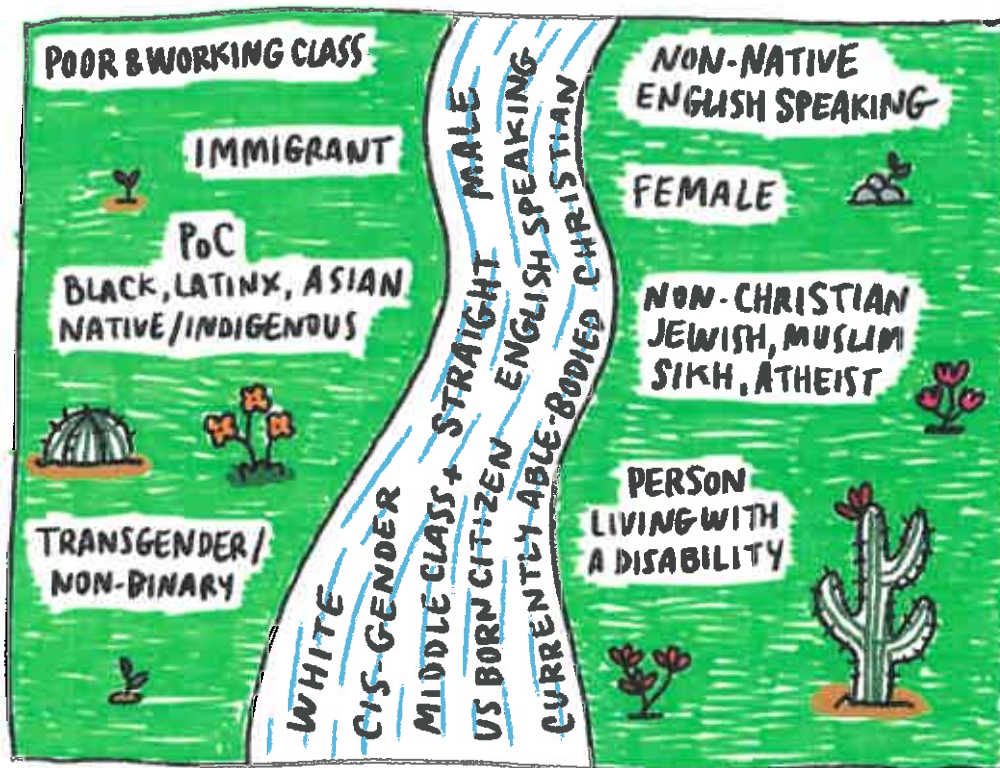 POOR & WORKING CLASS
IMMIGRANT
PoC
BLACK, LATINX, ASIAN
NATIVE/INDIGENOUS
TRANSGENDER/
NON-BINARY
WHITE
CIS-GENDER
MIDDLE CLASS+ STRAIGHT MALE
US BORN CITIZEN ENGLISH SPEAKING
CURRENTLY ABLE-BODIED CHRISTIAN
NON-NATIVE
ENGLISH SPEAKING
FEMALE
NON-CHRISTIAN
JEWISH, MUSLIM
SIKH, ATHEIST
PERSON
LIVING WITH
A DISABILITY